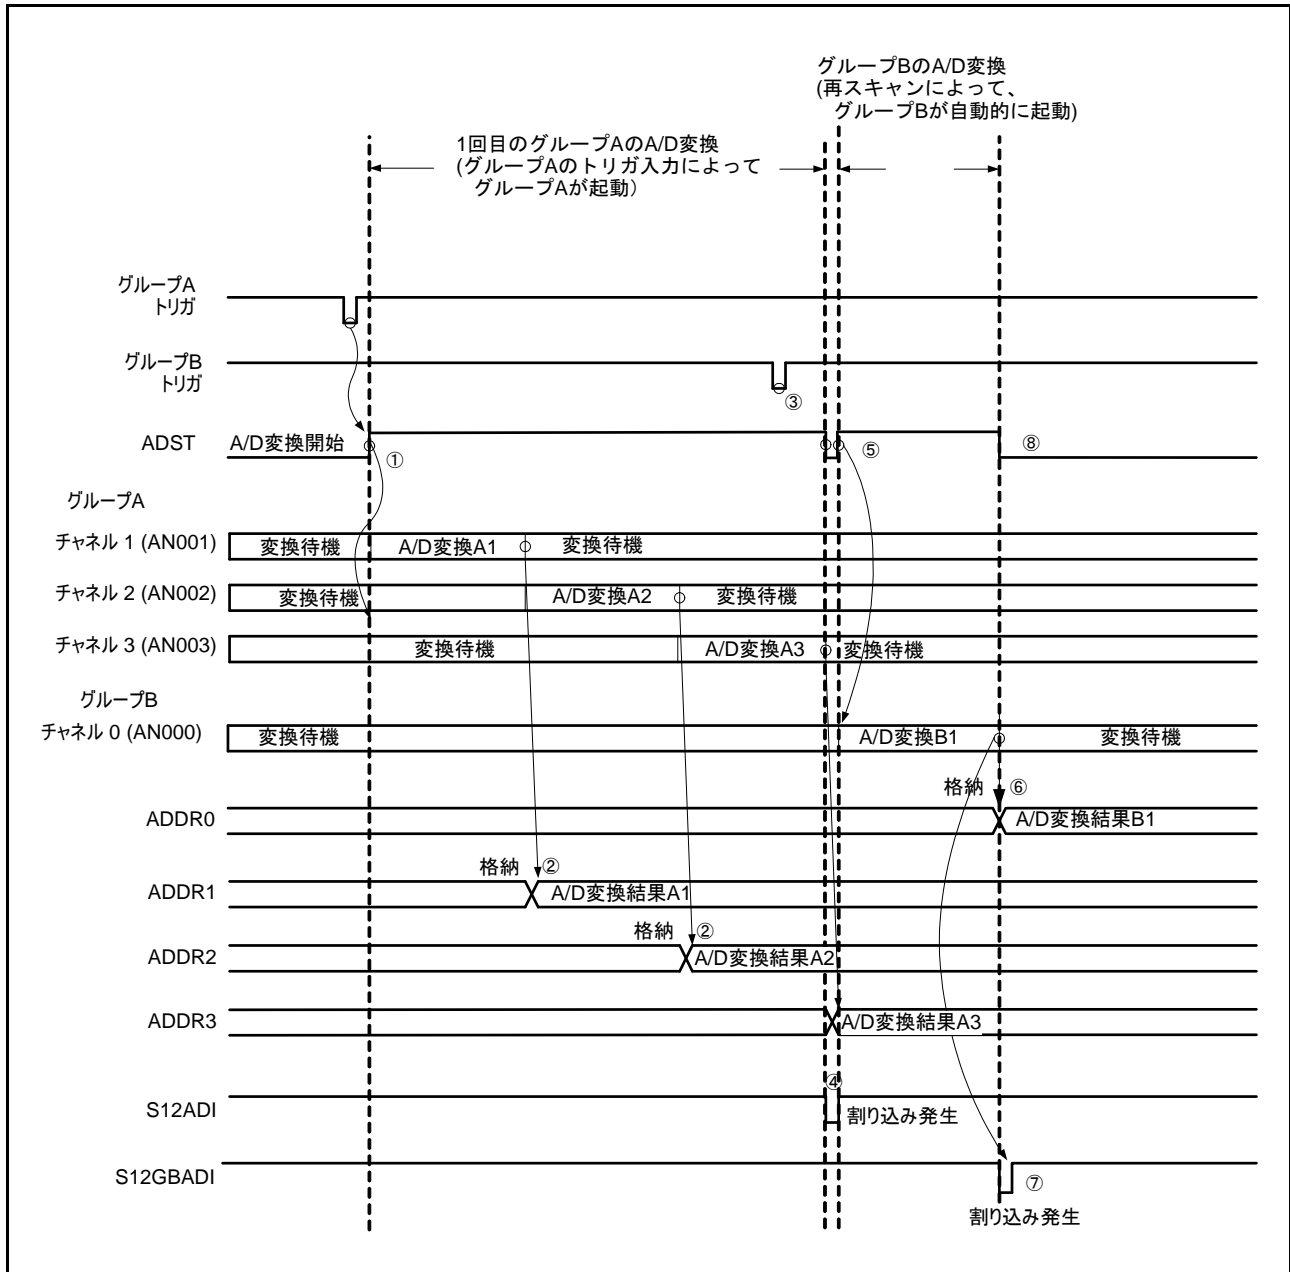 グループBのA/D変換
(再スキャンによって、
グループBが自動的に起動)
1回目のグループAのA/D変換
(グループAのトリガ入力によって
グループAが起動）
グループA
トリガ
グループB
トリガ
③
ADST
A/D変換開始
①
⑤
⑧
グループA
チャネル 1 (AN001)
変換待機
A/D変換A1
変換待機
チャネル 2 (AN002)
変換待機
A/D変換A2
変換待機
チャネル 3 (AN003)
変換待機
A/D変換A3
変換待機
グループB
チャネル 0 (AN000)
変換待機
A/D変換B1
変換待機
格納
⑥
ADDR0
A/D変換結果B1
格納
②
ADDR1
A/D変換結果A1
格納
②
ADDR2
A/D変換結果A2
ADDR3
A/D変換結果A3
④
S12ADI
割り込み発生
S12GBADI
⑦
割り込み発生